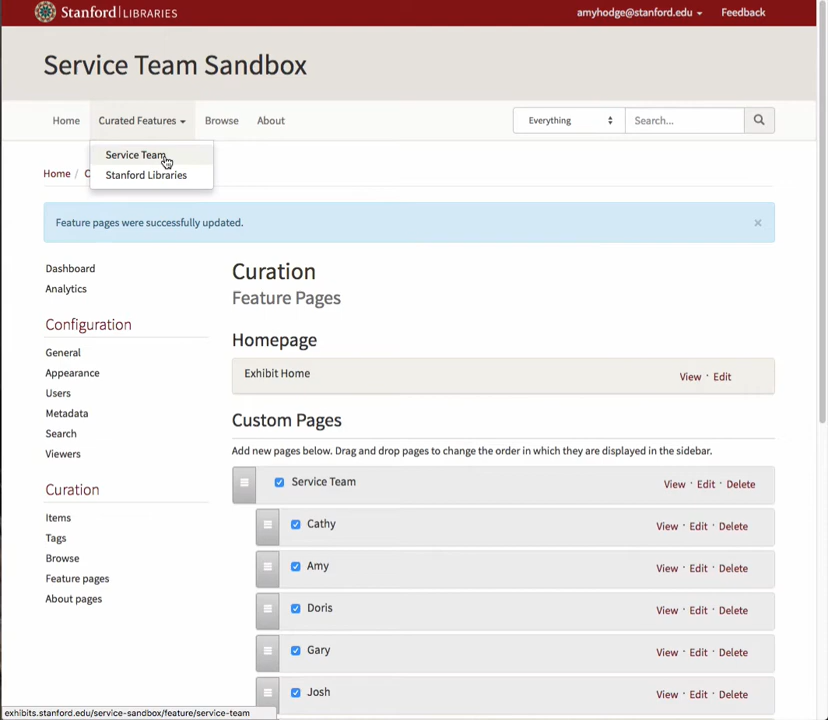 Stanford LIBRARIES
amyhodge@stanford.edu
Feedback
Service Team Sandbox
Home
Curated Features
Browse
About
Everything
Search...
Service Team
Stanford Libraries
Home / C
Feature pages were successfully updated.
×
Dashboard
Analytics
Configuration
General
Appearance
Users
Metadata
Search
Viewers
Curation
Items
Tags
Browse
Feature pages
About pages
Curation
Feature Pages
Homepage
Exhibit Home
View · Edit
Custom Pages
Add new pages below. Drag and drop pages to change the order in which they are displayed in the sidebar.
Service Team
View · Edit · Delete
Cathy
View · Edit · Delete
Amy
View · Edit · Delete
Doris
View · Edit · Delete
Gary
View · Edit · Delete
Josh
View · Edit · Delete
exhibits.stanford.edu/service-sandbox/feature/service-team